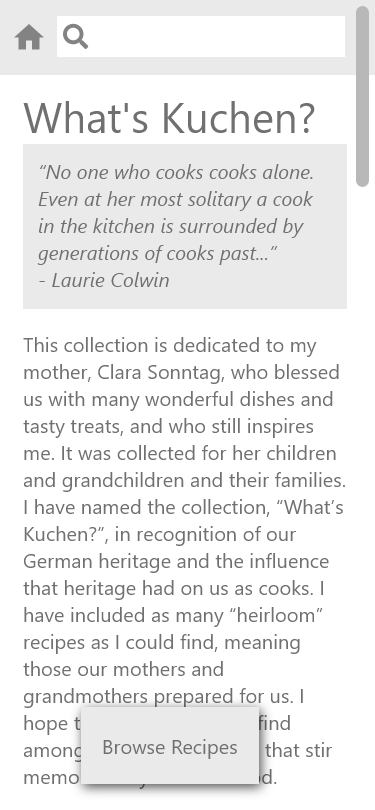 What's Kuchen?
“No one who cooks cooks alone.
Even at her most solitary a cook
in the kitchen is surrounded by
generations of cooks past...”
- Laurie Colwin
This collection is dedicated to my
mother, Clara Sonntag, who blessed
us with many wonderful dishes and
tasty treats, and who still inspires
me. It was collected for her children
and grandchildren and their families.
I have named the collection, “What’s
Kuchen?”, in recognition of our
German heritage and the influence
that heritage had on us as cooks. I
have included as many “heirloom”
recipes as I could find, meaning
those our mothers and
grandmothers prepared for us. I
hope find
among that stir
Browse Recipes